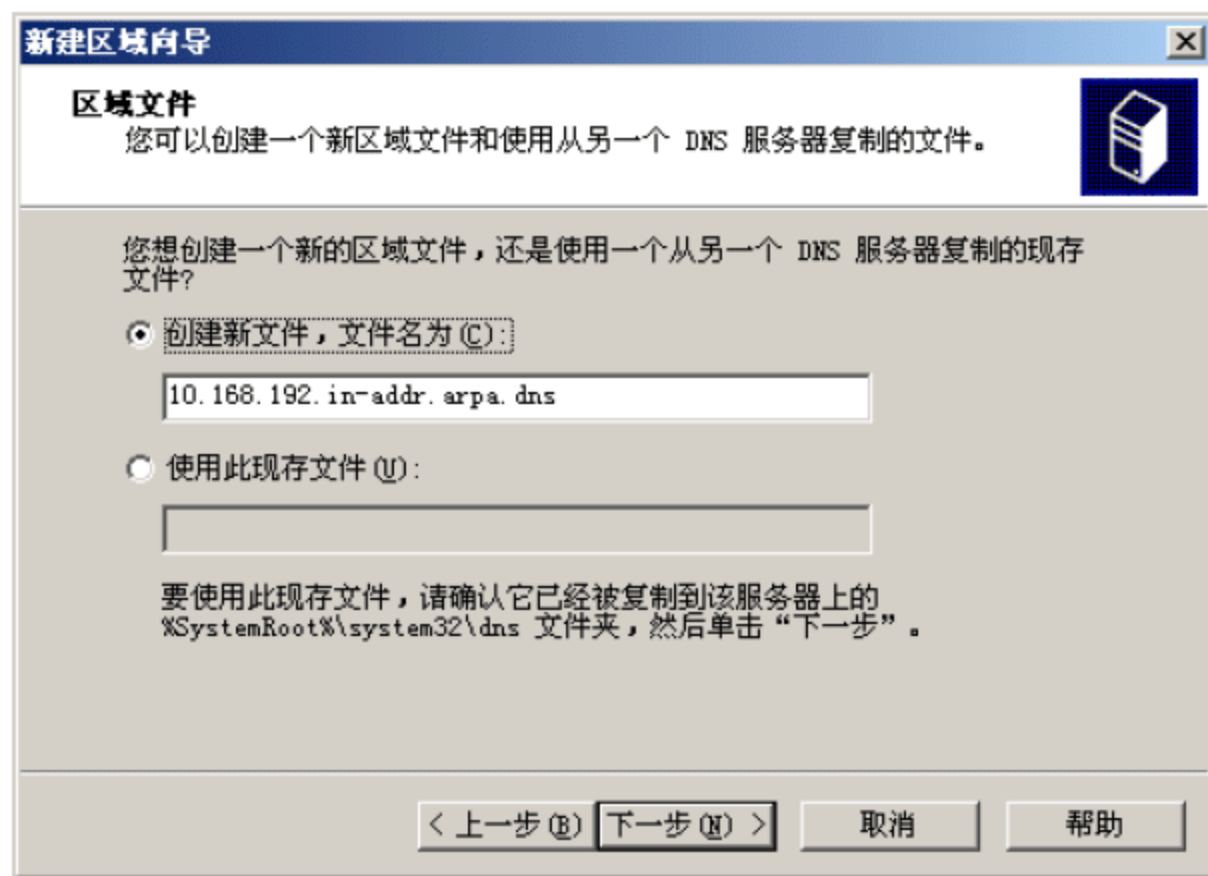 新建区域向导
区域文件
您可以创建一个新区域文件和使用从另一个 DNS 服务器复制的文件。
您想创建一个新的区域文件，还是使用一个从另一个 DNS 服务器复制的现存
文件?
创建新文件，文件名为(C):
10.168.192.in-addr.arpa.dns
使用此现存文件(U):
要使用此现存文件，请确认它已经被复制到该服务器上的
%SystemRoot%\system32\dns 文件夹，然后单击“下一步”。
< 上一步(B) 下一步(N) > 取消 帮助